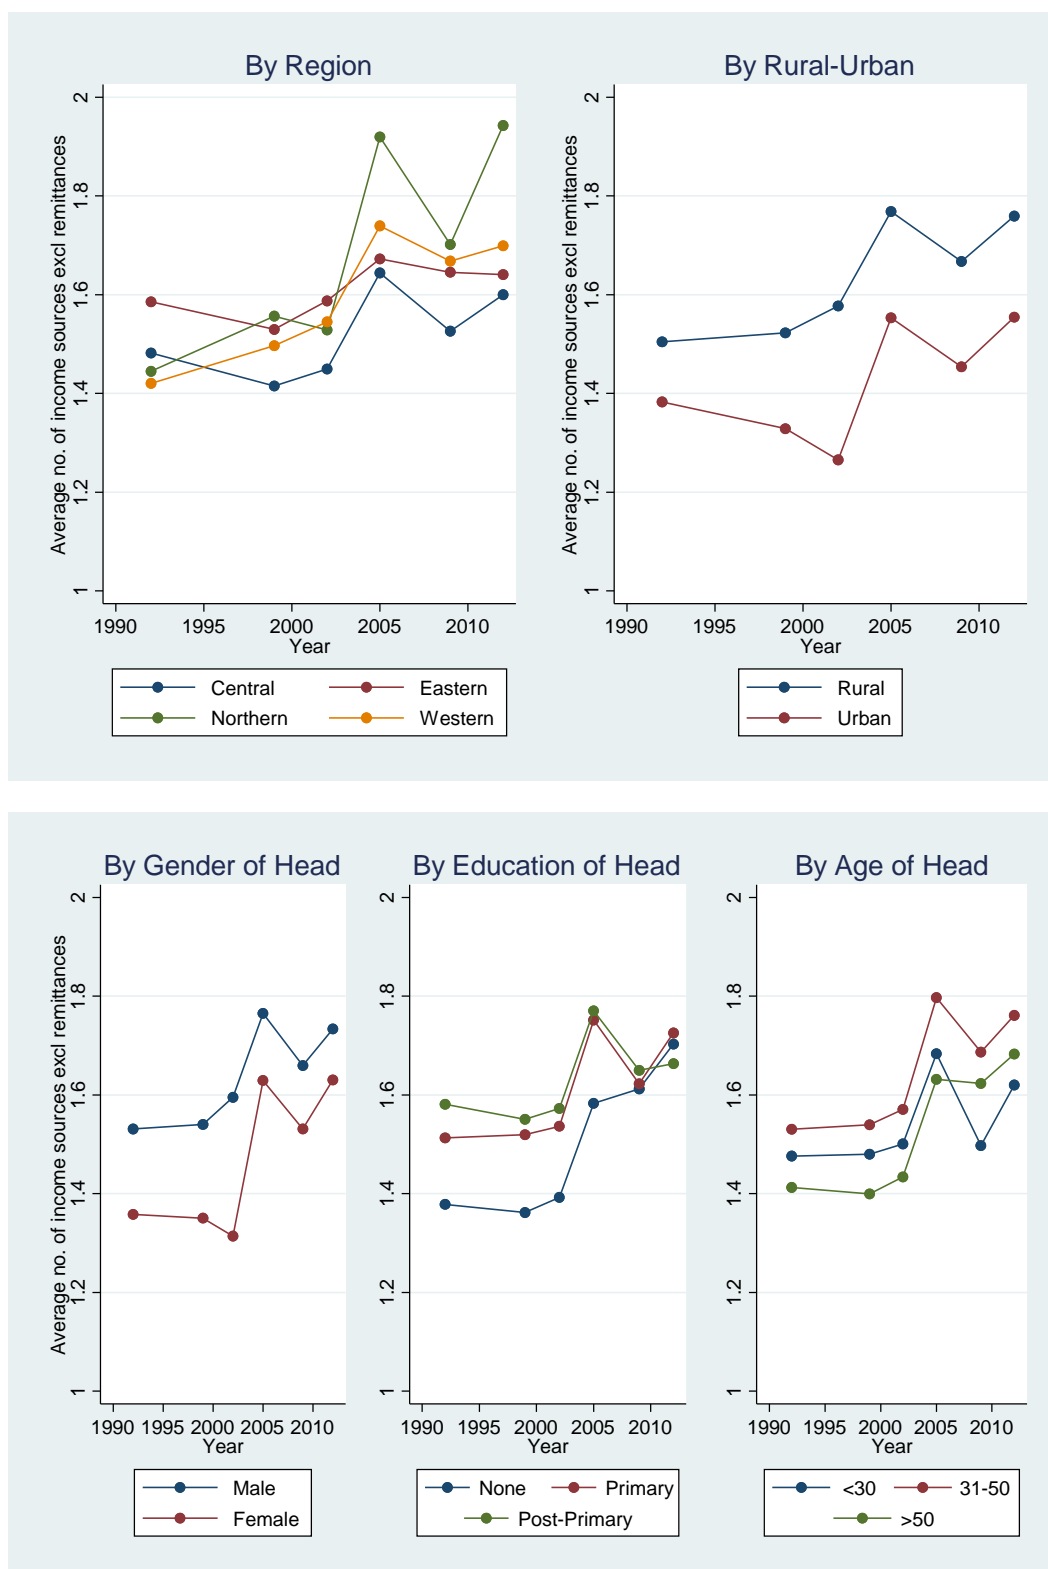 By Region
Average no. of income sources excl remittances
2
1.8
1.6
1.4
1.2
1
1990 1995 2000 2005 2010
Year
Central Eastern
Northern Western
By Rural-Urban
Average no. of income sources excl remittances
2
1.8
1.6
1.4
1.2
1
1990 1995 2000 2005 2010
Year
Rural
Urban
By Gender of Head
Average no. of income sources excl remittances
2
1.8
1.6
1.4
1.2
1
1990 1995 2000 2005 2010
Year
Male
Female
By Education of Head
2
1.8
1.6
1.4
1.2
1
1990 1995 2000 2005 2010
Year
None Primary
Post-Primary
By Age of Head
2
1.8
1.6
1.4
1.2
1
1990 1995 2000 2005 2010
Year
<30 31-50
>50